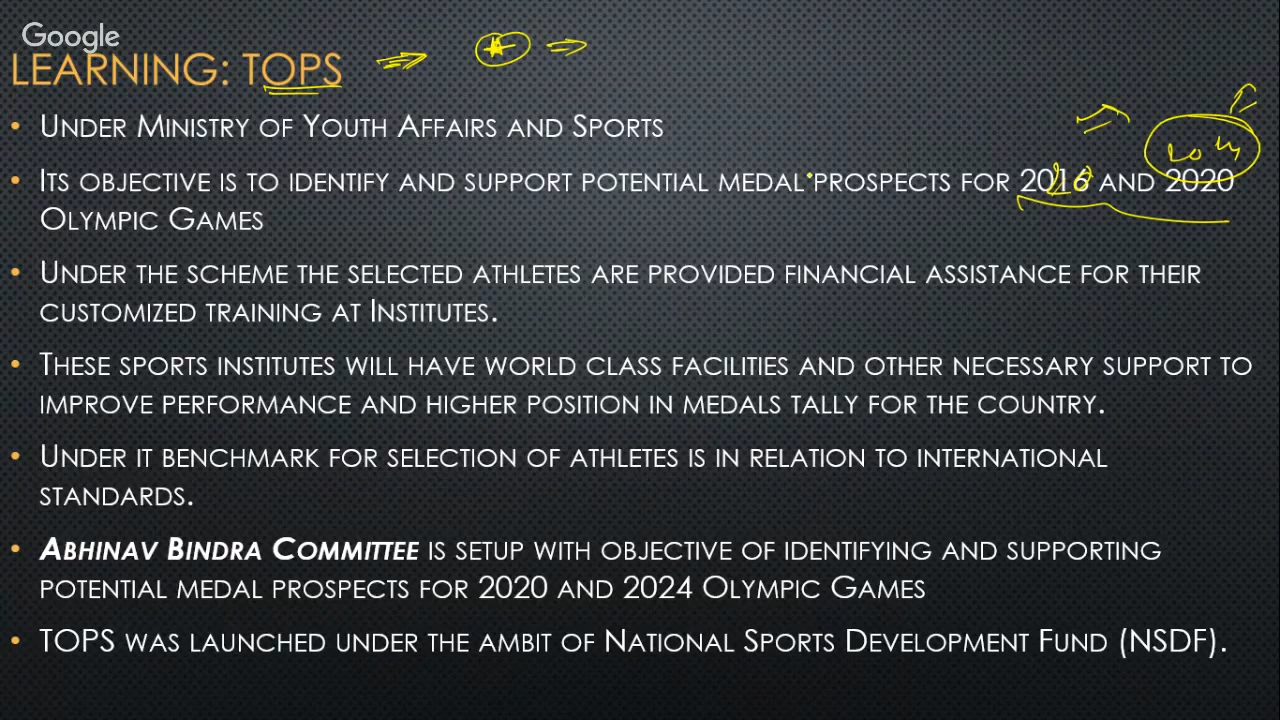 Google
LEARNING: TOPS
• UNDER MINISTRY OF YOUTH AFFAIRS AND SPORTS
• ITS OBJECTIVE IS TO IDENTIFY AND SUPPORT POTENTIAL MEDAL PROSPECTS FOR 2016 AND 2020
OLYMPIC GAMES
• UNDER THE SCHEME THE SELECTED ATHLETES ARE PROVIDED FINANCIAL ASSISTANCE FOR THEIR
CUSTOMIZED TRAINING AT INSTITUTES.
• THESE SPORTS INSTITUTES WILL HAVE WORLD CLASS FACILITIES AND OTHER NECESSARY SUPPORT TO
IMPROVE PERFORMANCE AND HIGHER POSITION IN MEDALS TALLY FOR THE COUNTRY.
• UNDER IT BENCHMARK FOR SELECTION OF ATHLETES IS IN RELATION TO INTERNATIONAL
STANDARDS.
• ABHINAV BINDRA COMMITTEE IS SETUP WITH OBJECTIVE OF IDENTIFYING AND SUPPORTING
POTENTIAL MEDAL PROSPECTS FOR 2020 AND 2024 OLYMPIC GAMES
• TOPS WAS LAUNCHED UNDER THE AMBIT OF NATIONAL SPORTS DEVELOPMENT FUND (NSDF).